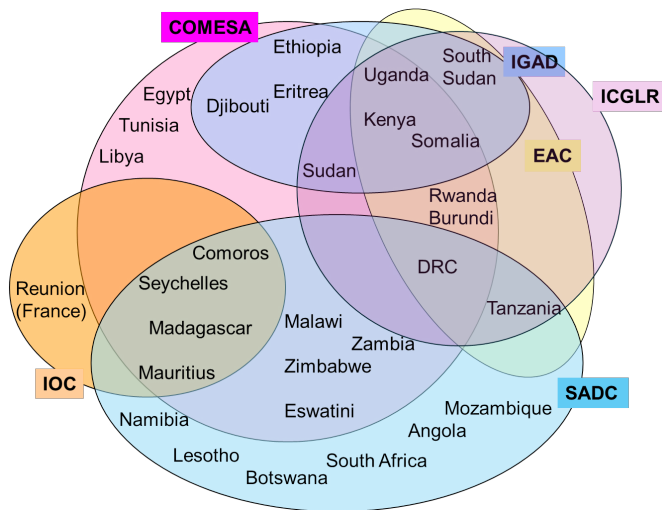 COMESA
Ethiopia
South
Sudan
IGAD
Uganda
ICGLR
Egypt
Eritrea
Djibouti
Tunisia
Kenya
Somalia
EAC
Libya
Sudan
Rwanda
Burundi
Comoros
DRC
Reunion
(France)
Seychelles
Tanzania
Madagascar
Malawi
Zambia
Zimbabwe
Mauritius
IOC
SADC
Namibia
Eswatini
Mozambique
Angola
Lesotho
South Africa
Botswana